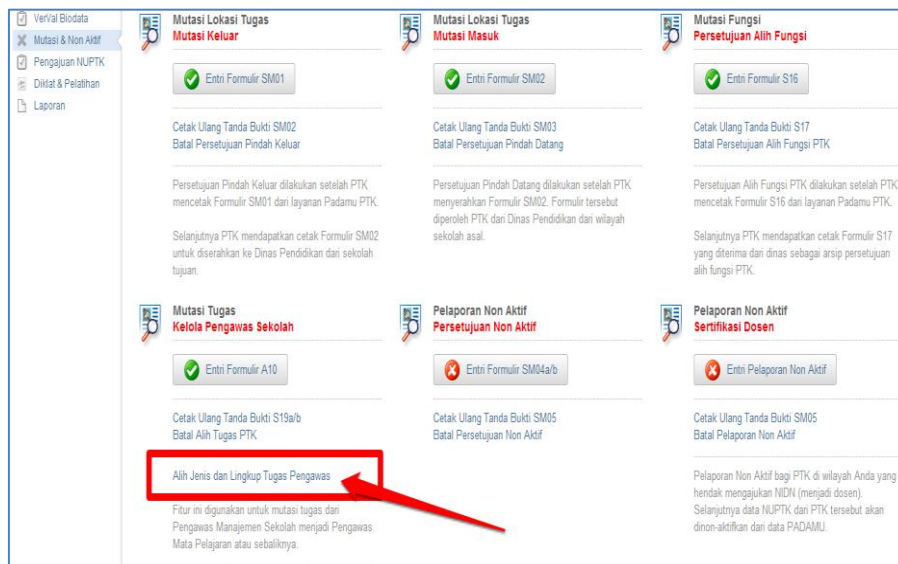 VerVal Biodata
Mutasi & Non Aktif
Pengajuan NUPTK
Diklat & Pelatihan
Laporan
Mutasi Lokasi Tugas
Mutasi Keluar
Entri Formulir SM01
Cetak Ulang Tanda Bukti SM02
Batal Persetujuan Pindah Keluar
Persetujuan Pindah Keluar dilakukan setelah PTK
mencetak Formulir SM01 dari layanan Padamu PTK.
Selanjutnya PTK mendapatkan cetak Formulir SM02
untuk diserahkan ke Dinas Pendidikan dari sekolah
tujuan.
Mutasi Lokasi Tugas
Mutasi Masuk
Entri Formulir SM02
Cetak Ulang Tanda Bukti SM03
Batal Persetujuan Pindah Datang
Persetujuan Pindah Datang dilakukan setelah PTK
menyerahkan Formulir SM02. Formulir tersebut
diperoleh PTK dari Dinas Pendidikan dari wilayah
sekolah asal.
Mutasi Fungsi
Persetujuan Alih Fungsi
Entri Formulir S16
Cetak Ulang Tanda Bukti S17
Batal Persetujuan Alih Fungsi PTK
Persetujuan Alih Fungsi PTK dilakukan setelah PTK
mencetak Formulir S16 dari layanan Padamu PTK.
Selanjutnya PTK mendapatkan cetak Formulir S17
yang diterima dari dinas sebagai arsip persetujuan
alih fungsi PTK.
Mutasi Tugas
Kelola Pengawas Sekolah
Entri Formulir A10
Cetak Ulang Tanda Bukti S19a/b
Batal Alih Tugas PTK
Alih Jenis dan Lingkup Tugas Pengawas
Fitur ini digunakan untuk mutasi tugas dari
Pengawas Manajemen Sekolah menjadi Pengawas
Mata Pelajaran atau sebaliknya.
Pelaporan Non Aktif
Persetujuan Non Aktif
Entri Formulir SM04a/b
Cetak Ulang Tanda Bukti SM05
Batal Persetujuan Non Aktif
Pelaporan Non Aktif
Sertifikasi Dosen
Entri Pelaporan Non Aktif
Cetak Ulang Tanda Bukti SM05
Batal Pelaporan Non Aktif
Pelaporan Non Aktif bagi PTK di wilayah Anda yang
hendak mengajukan NIDN (menjadi dosen).
Selanjutnya data NUPTK dari PTK tersebut akan
dinon-aktifkan dari data PADAMU.